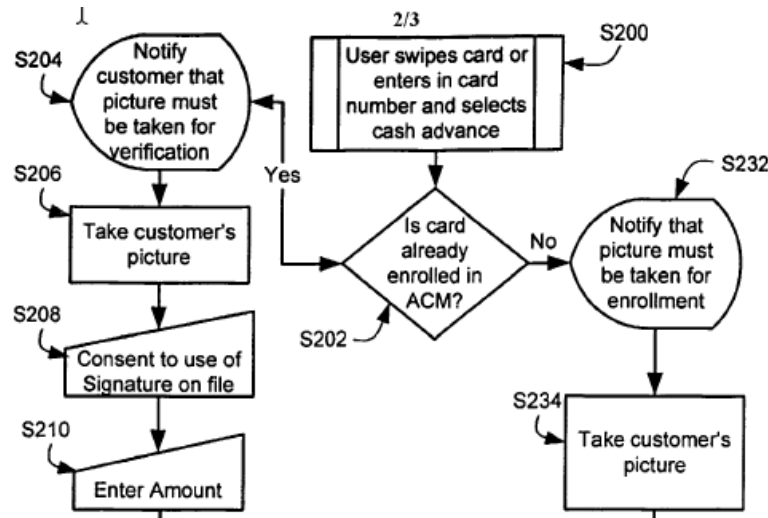 2/3
S200
User swipes card or
enters in card
number and selects
cash advance
S204
Notify
customer that
picture must
be taken for
verification
Yes
S206
Take customer's
picture
Is card
already
enrolled in
ACM?
S202
No
S232
Notify that
picture must
be taken for
enrollment
S208
Consent to use of
Signature on file
S210
Enter Amount
S234
Take customer's
picture